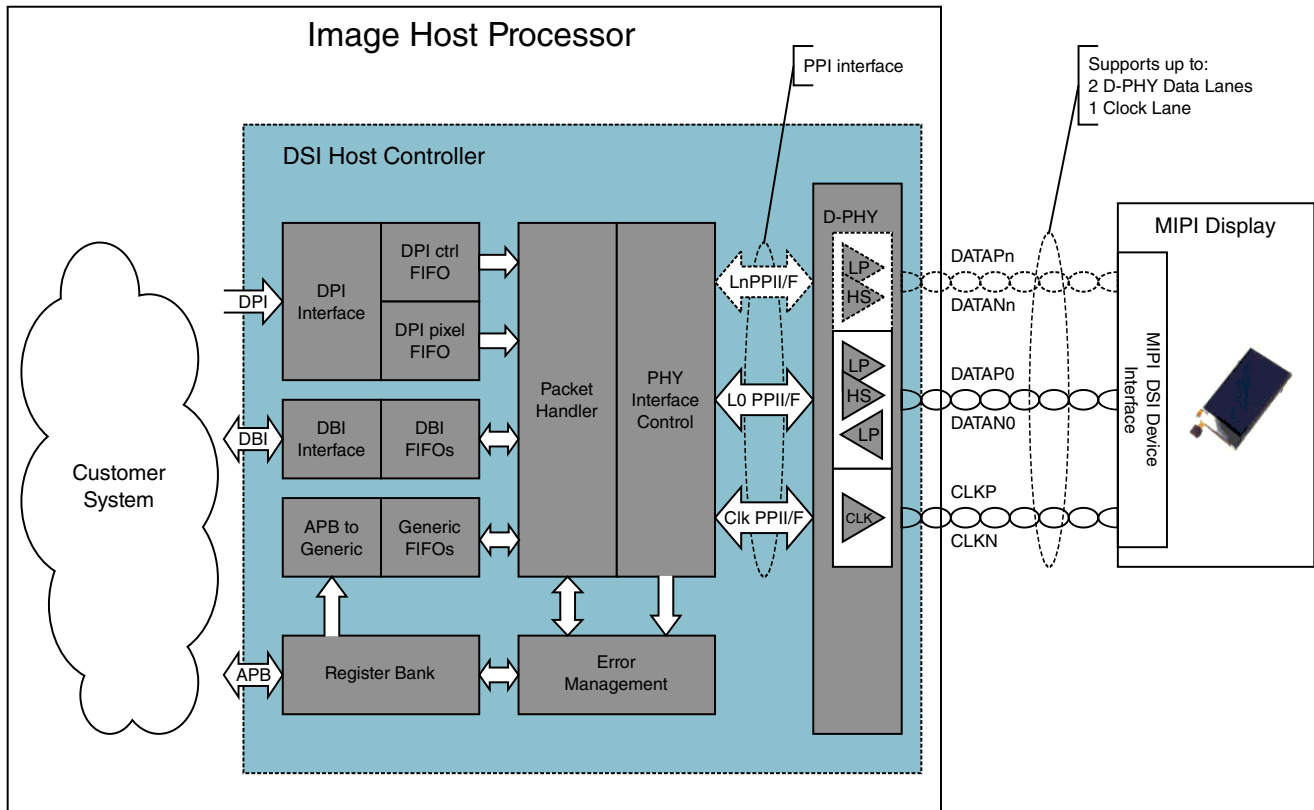 Image Host Processor
PPI interface
Supports up to:
2 D-PHY Data Lanes
1 Clock Lane
DSI Host Controller
D-PHY
MIPI Display
DPI
DPI
Interface
DPI ctrl
FIFO
DPI pixel
FIFO
Packet
Handler
PHY
Interface
Control
LnPPII/F
LP
HS
DATAPn
DATANn
L0 PPII/F
LP
HS
LP
DATAP0
DATAN0
MIPI DSI Device
Interface
DBI
DBI
Interface
DBI
FIFOs
Customer
System
APB to
Generic
Generic
FIFOs
Clk PPII/F
CLK
CLKP
CLKN
APB
Register Bank
Error
Management